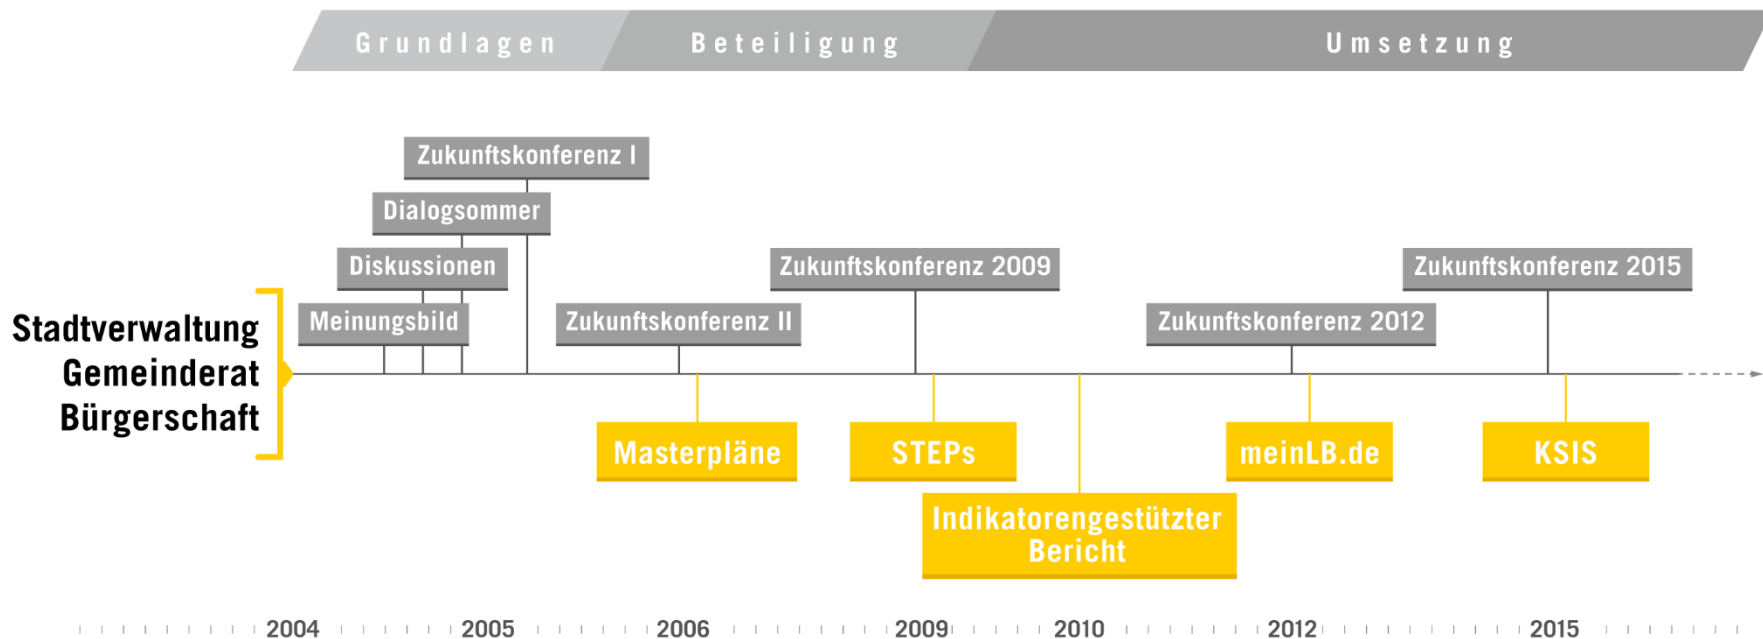 Grundlagen
Beteiligung
Umsetzung
Zukunftskonferenz I
Dialogsommer
Diskussionen
Meinungsbild
Zukunftskonferenz II
Zukunftskonferenz 2009
Zukunftskonferenz 2012
Zukunftskonferenz 2015
Stadtverwaltung
Gemeinderat
Bürgerschaft
Masterpläne
STEPs
Indikatorengestützter
Bericht
meinLB.de
KSIS
2004
2005
2006
2009
2010
2012
2015